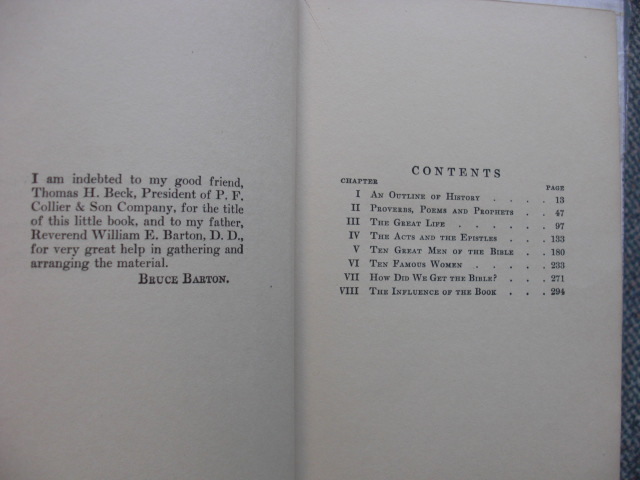 I am indebted to my good friend,
Thomas H. Beck, President of P. F.
Collier & Son Company, for the title
of this little book, and to my father,
Reverend William E. Barton, D. D.,
for very great help in gathering and
arranging the material.
BRUCE BARTON.
CONTENTS
CHAPTER PAGE
I AN OUTLINE OF HISTORY . . . . 13
II PROVERBS, POEMS AND PROPHETS . . 47
III THE GREAT LIFE . . . . . 97
IV THE ACTS AND THE EPISTLES . . . 133
V TEN GREAT MEN OF THE BIBLE . . 180
VI TEN FAMOUS WOMEN . . . . . 233
VII HOW DID WE GET THE BIBLE? . . . 271
VIII THE INFLUENCE OF THE BOOK . . . 294